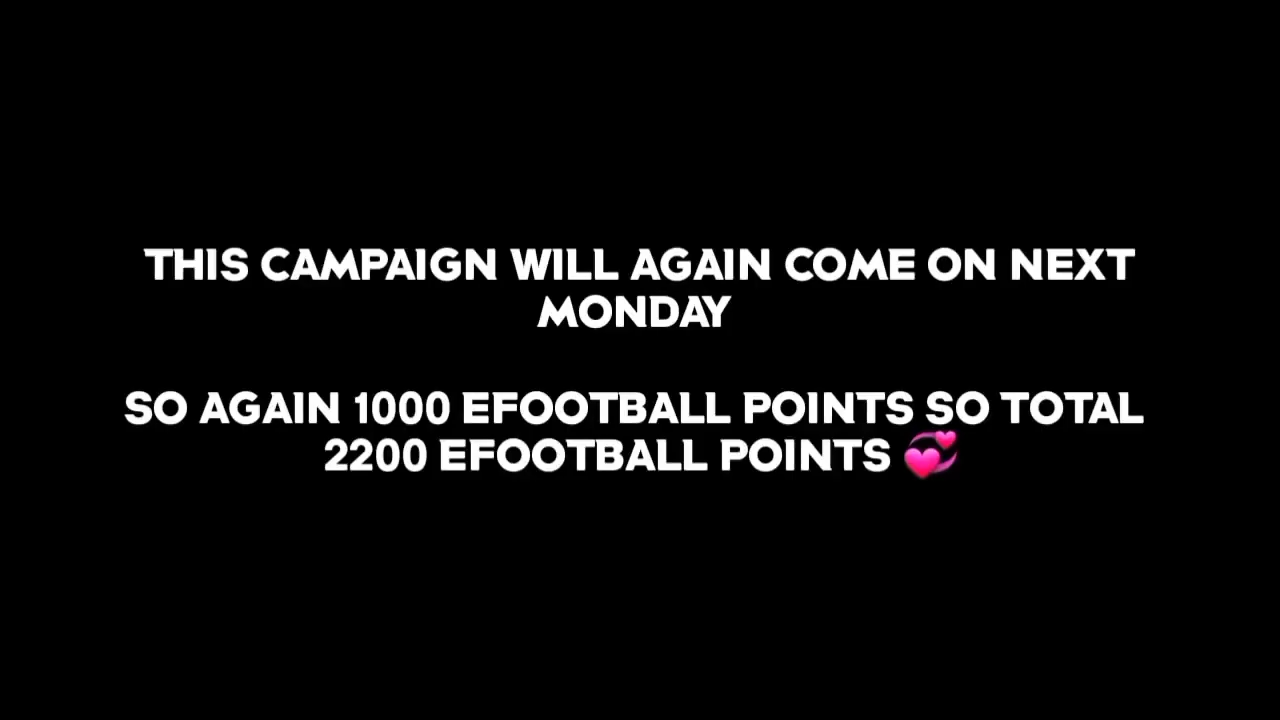 THIS CAMPAIGN WILL AGAIN COME ON NEXT
MONDAY
SO AGAIN 1000 EFOOTBALL POINTS SO TOTAL
2200 EFOOTBALL POINTS 💞